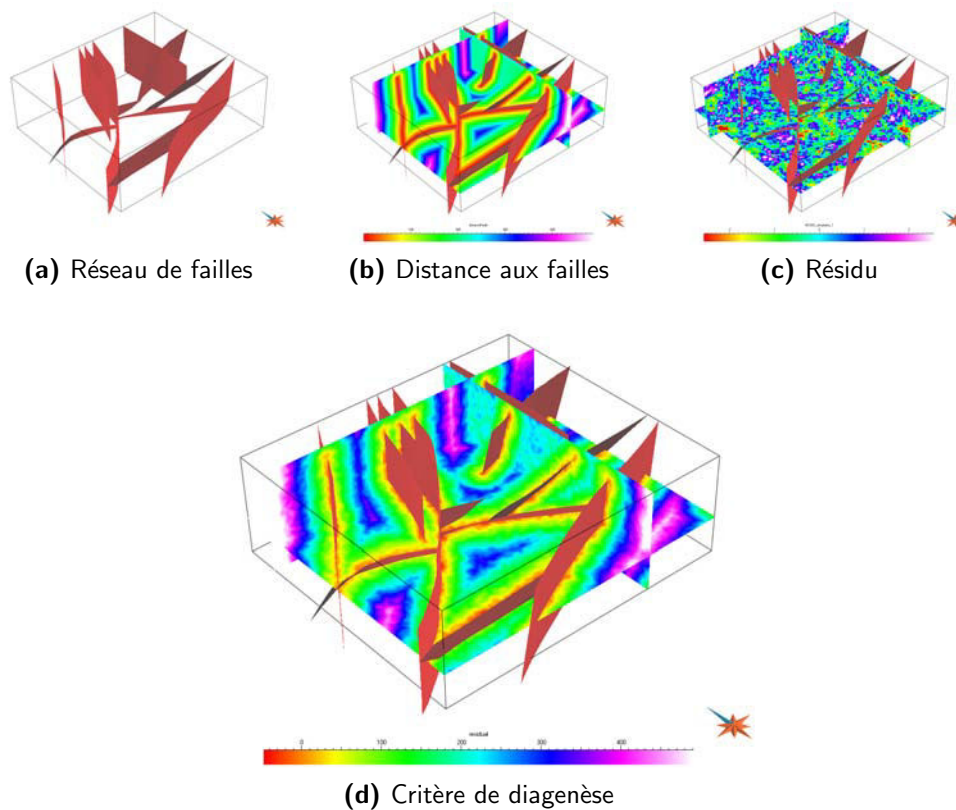 (a) Réseau de failles
(b) Distance aux failles
(c) Résidu
residual
0 100 200 300 400
(d) Critère de diagenèse